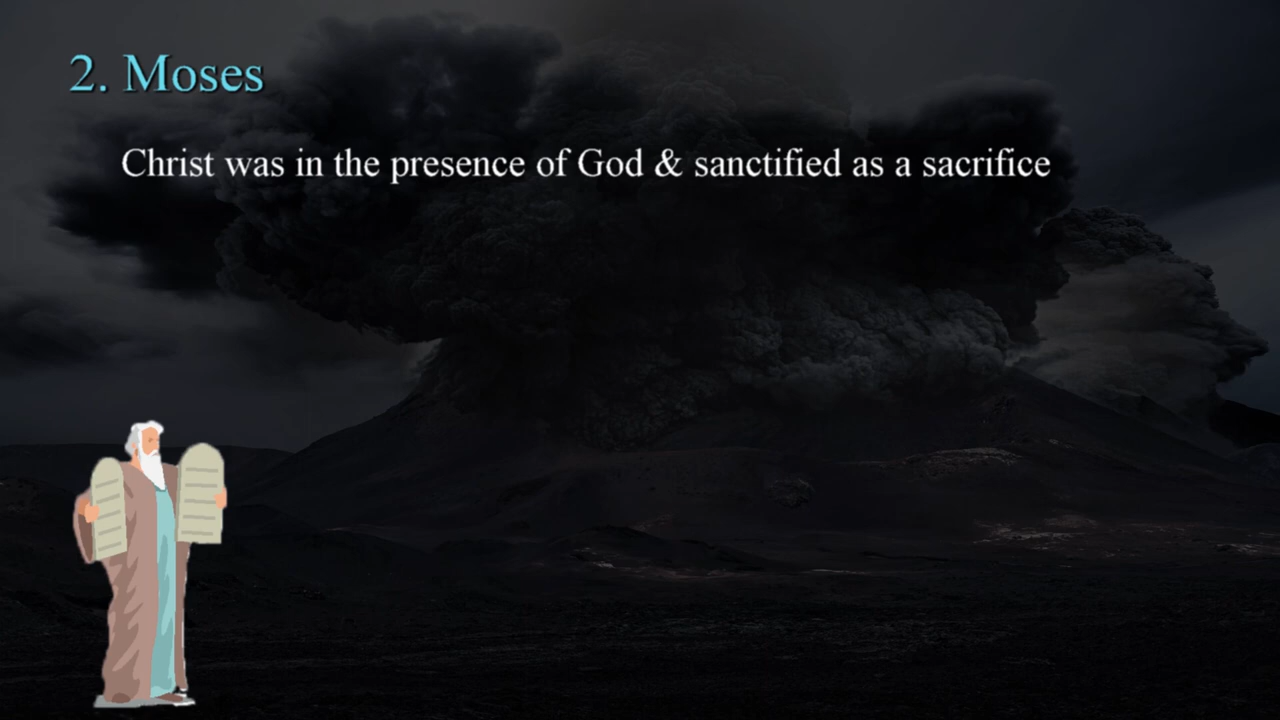 2. Moses
Christ was in the presence of God & sanctified as a sacrifice